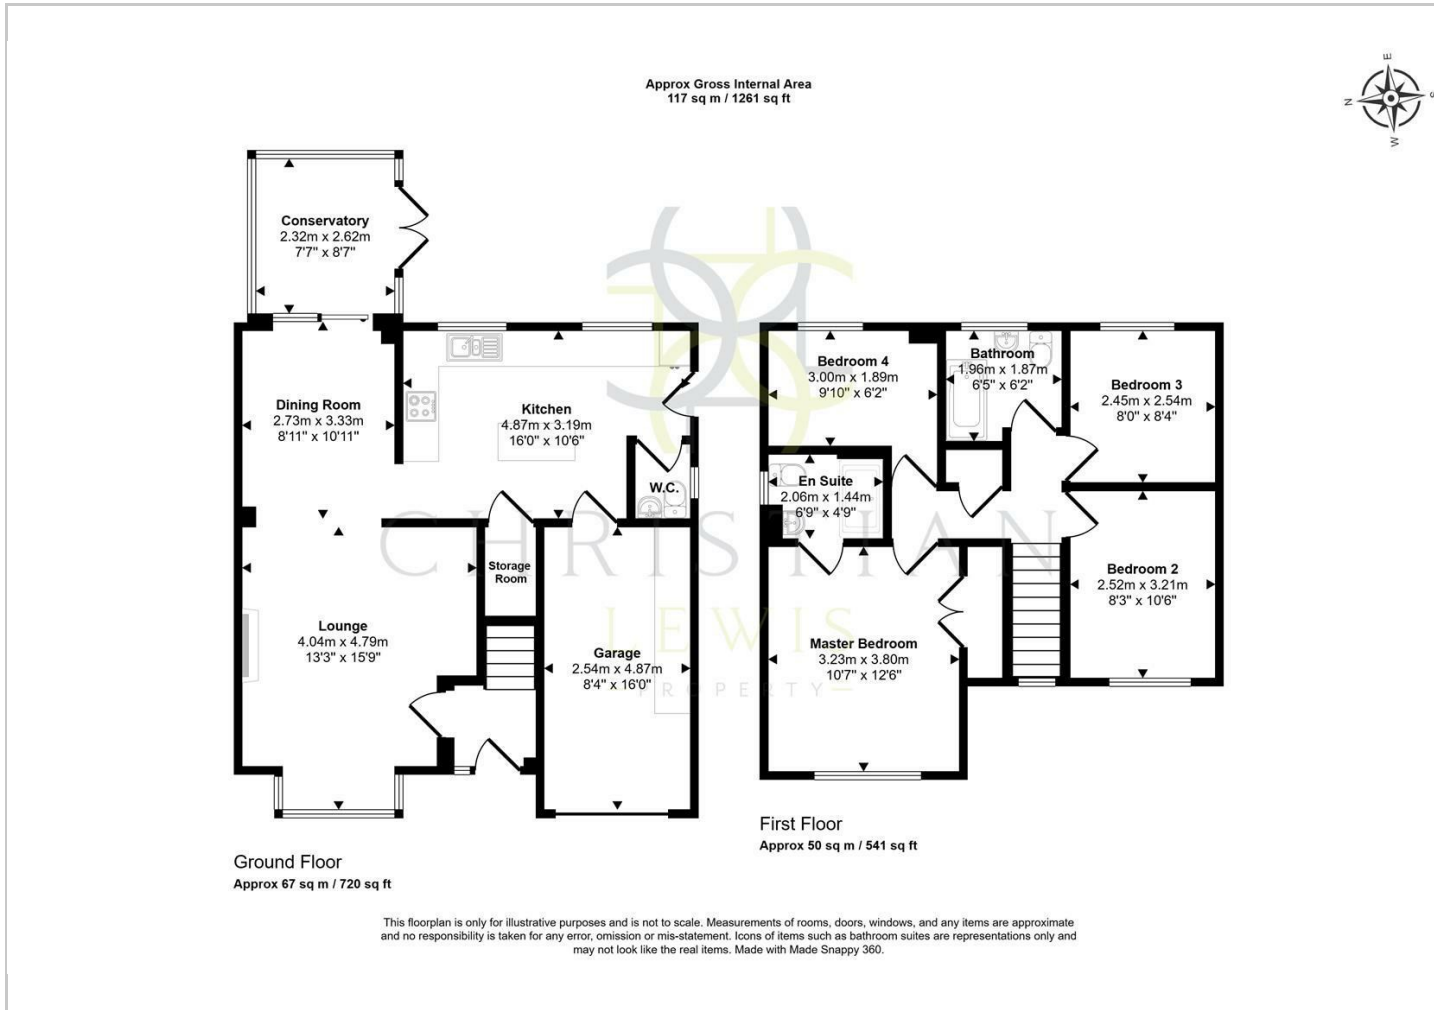 Approx Gross Internal Area
117 sq m / 1261 sq ft
E
N
S
W
Conservatory
2.32m x 2.62m
7'7" x 8'7"
Dining Room
2.73m x 3.33m
8'11" x 10'11"
Kitchen
4.87m x 3.19m
16'0" x 10'6"
W.C.
Storage
Room
Lounge
4.04m x 4.79m
13'3" x 15'9"
Garage
2.54m x 4.87m
8'4" x 16'0"
Bedroom 4
3.00m x 1.89m
9'10" x 6'2"
Bathroom
1.96m x 1.87m
6'5" x 6'2"
Bedroom 3
2.45m x 2.54m
8'0" x 8'4"
En Suite
2.06m x 1.44m
6'9" x 4'9"
Bedroom 2
2.52m x 3.21m
8'3" x 10'6"
Master Bedroom
3.23m x 3.80m
10'7" x 12'6"
CHRISTIAN
LEWIS
PROPERTY
Ground Floor
Approx 67 sq m / 720 sq ft
First Floor
Approx 50 sq m / 541 sq ft
This floorplan is only for illustrative purposes and is not to scale. Measurements of rooms, doors, windows, and any items are approximate
and no responsibility is taken for any error, omission or mis-statement. Icons of items such as bathroom suites are representations only and
may not look like the real items. Made with Made Snappy 360.